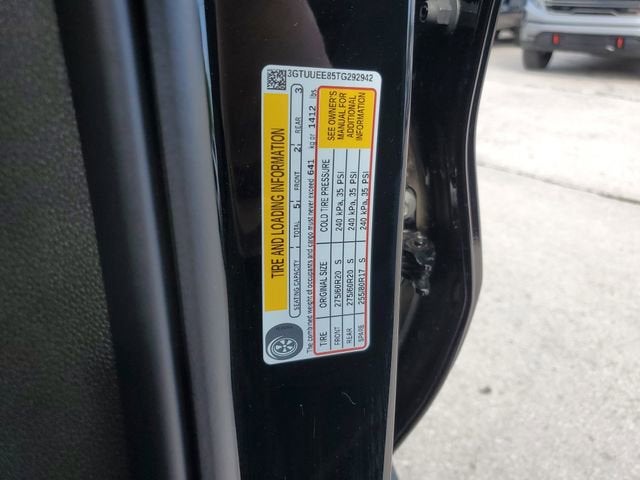 3GTUUEE85TG292942
TIRE AND LOADING INFORMATION
SEATING CAPACITY TOTAL 5 FRONT 2 REAR 3
The combined weight of occupants and cargo must never exceed 641 kg or 1412 lbs
TIRE ORIGINAL SIZE COLD TIRE PRESSURE
FRONT 275/60R20 S 240 kPa, 35 PSI
REAR 275/60R20 S 240 kPa, 35 PSI
SPARE 255/80R17 S 240 kPa, 35 PSI
SEE OWNER'S
MANUAL FOR
ADDITIONAL
INFORMATION